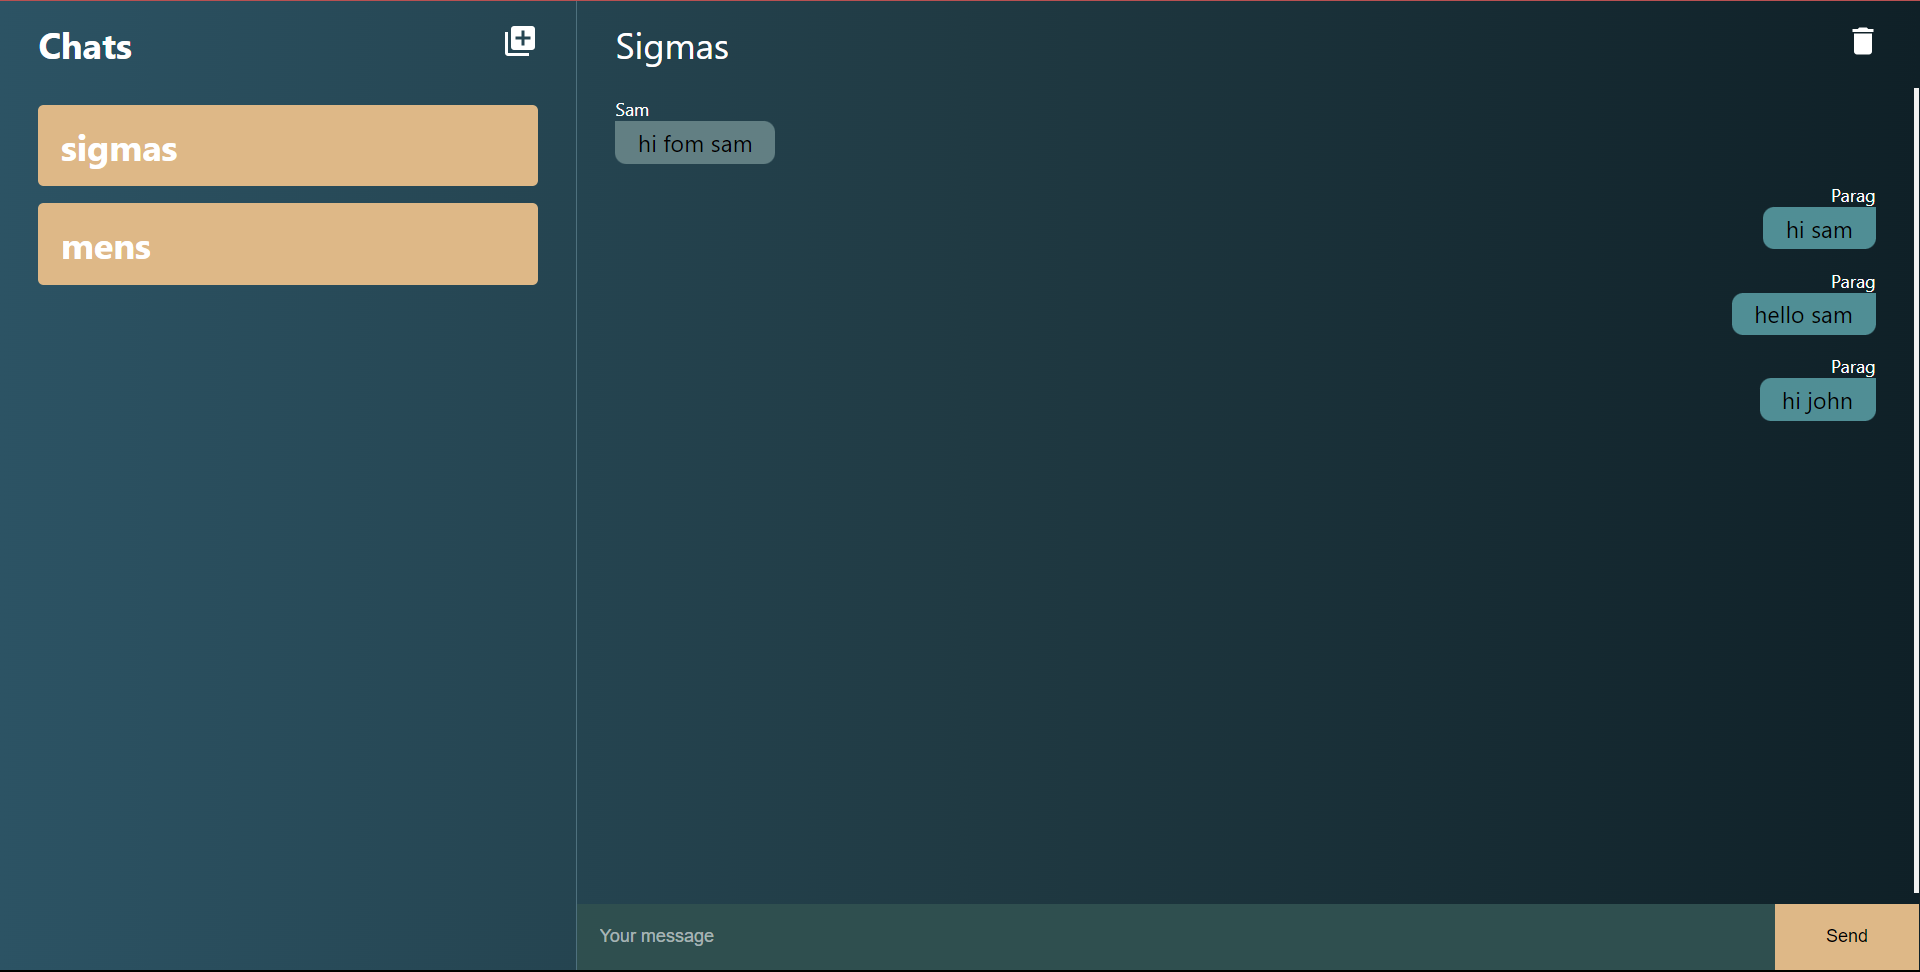 Chats
sigmas
mens
Sigmas
Sam
hi fom sam
Parag
hi sam
Parag
hello sam
Parag
hi john
Your message
Send